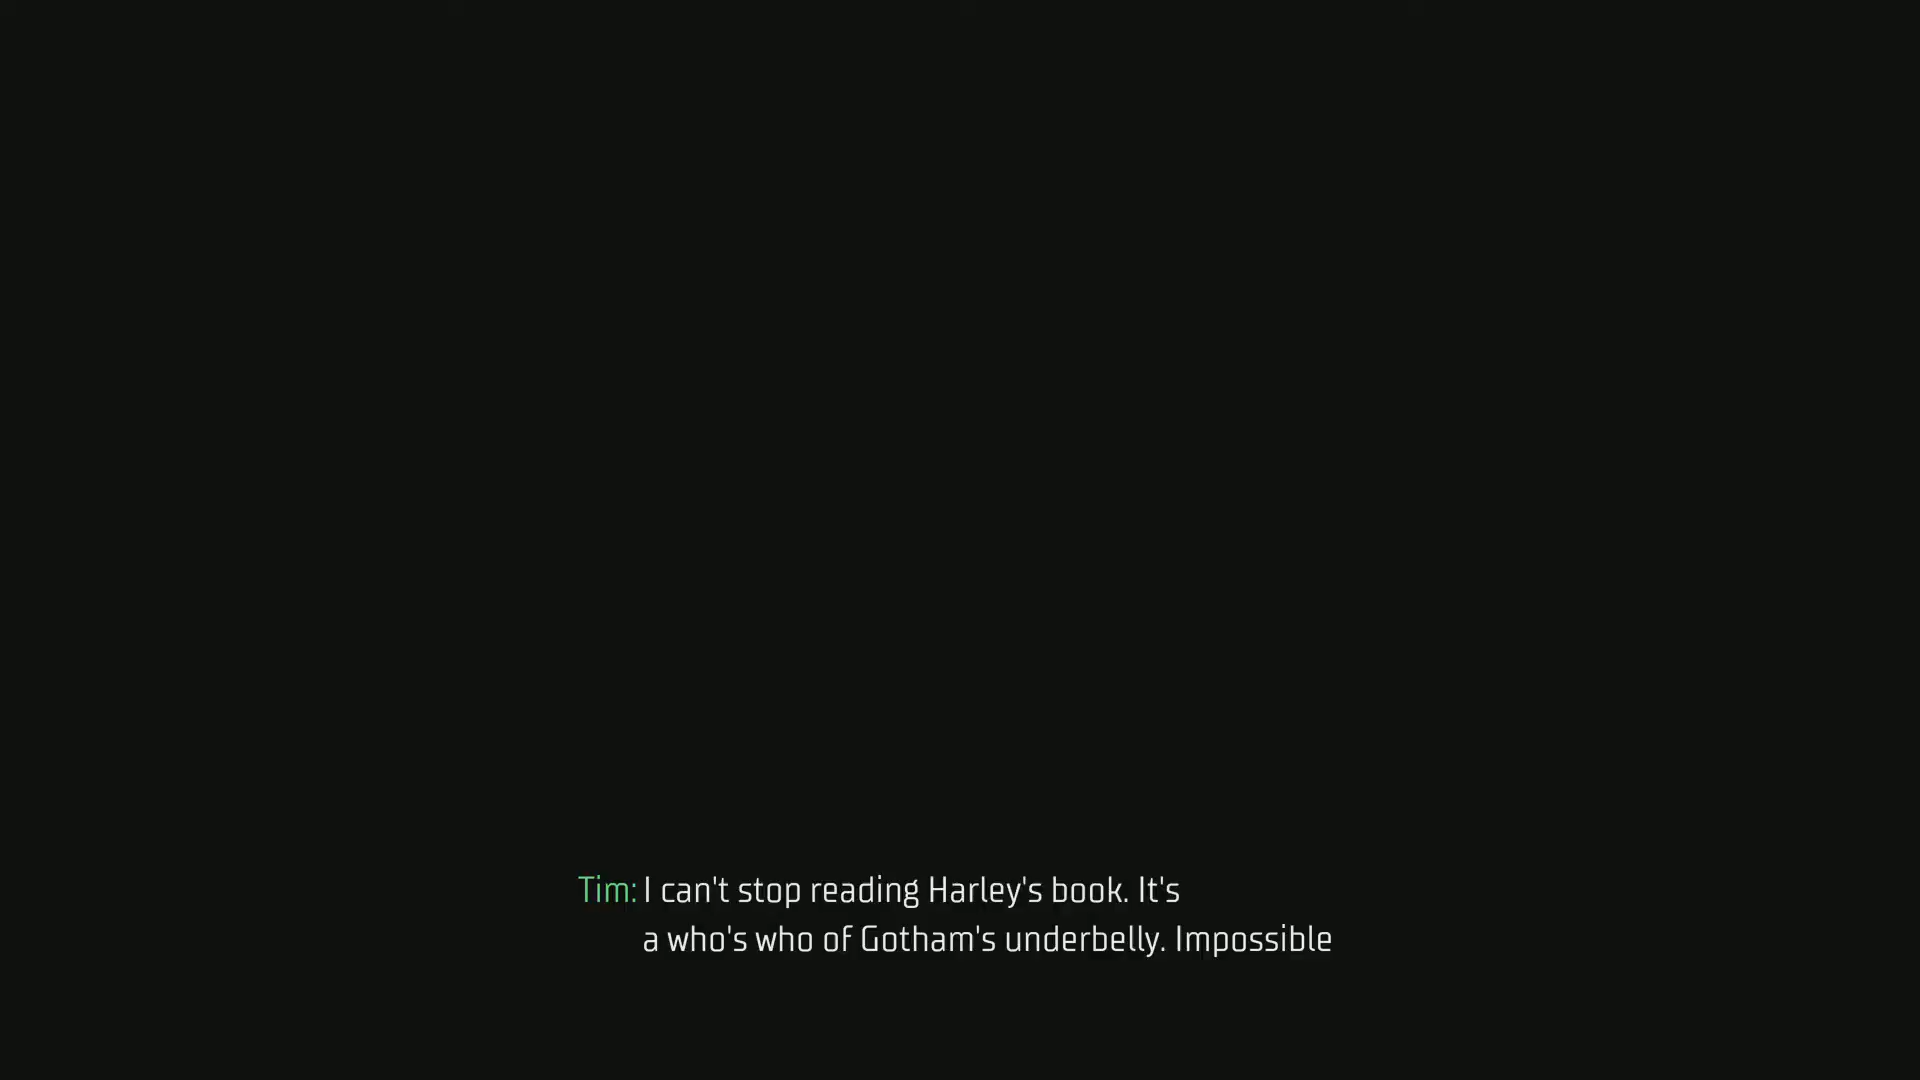 Tim: I can't stop reading Harley's book. It's
a who's who of Gotham's underbelly. Impossible